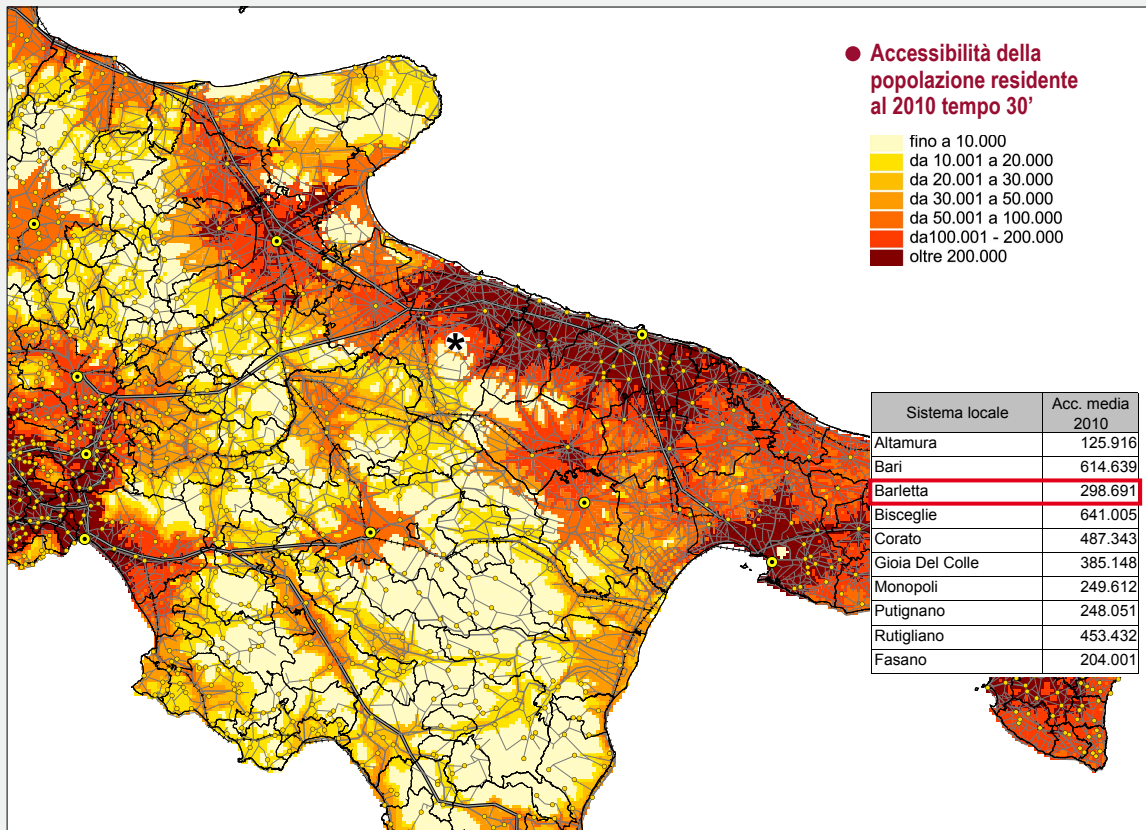 Accessibilità della
popolazione residente
al 2010 tempo 30'
fino a 10.000
da 10.001 a 20.000
da 20.001 a 30.000
da 30.001 a 50.000
da 50.001 a 100.000
da100.001 - 200.000
oltre 200.000
*
Sistema locale Acc. media 2010
Altamura 125.916
Bari 614.639
Barletta 298.691
Bisceglie 641.005
Corato 487.343
Gioia Del Colle 385.148
Monopoli 249.612
Putignano 248.051
Rutigliano 453.432
Fasano 204.001